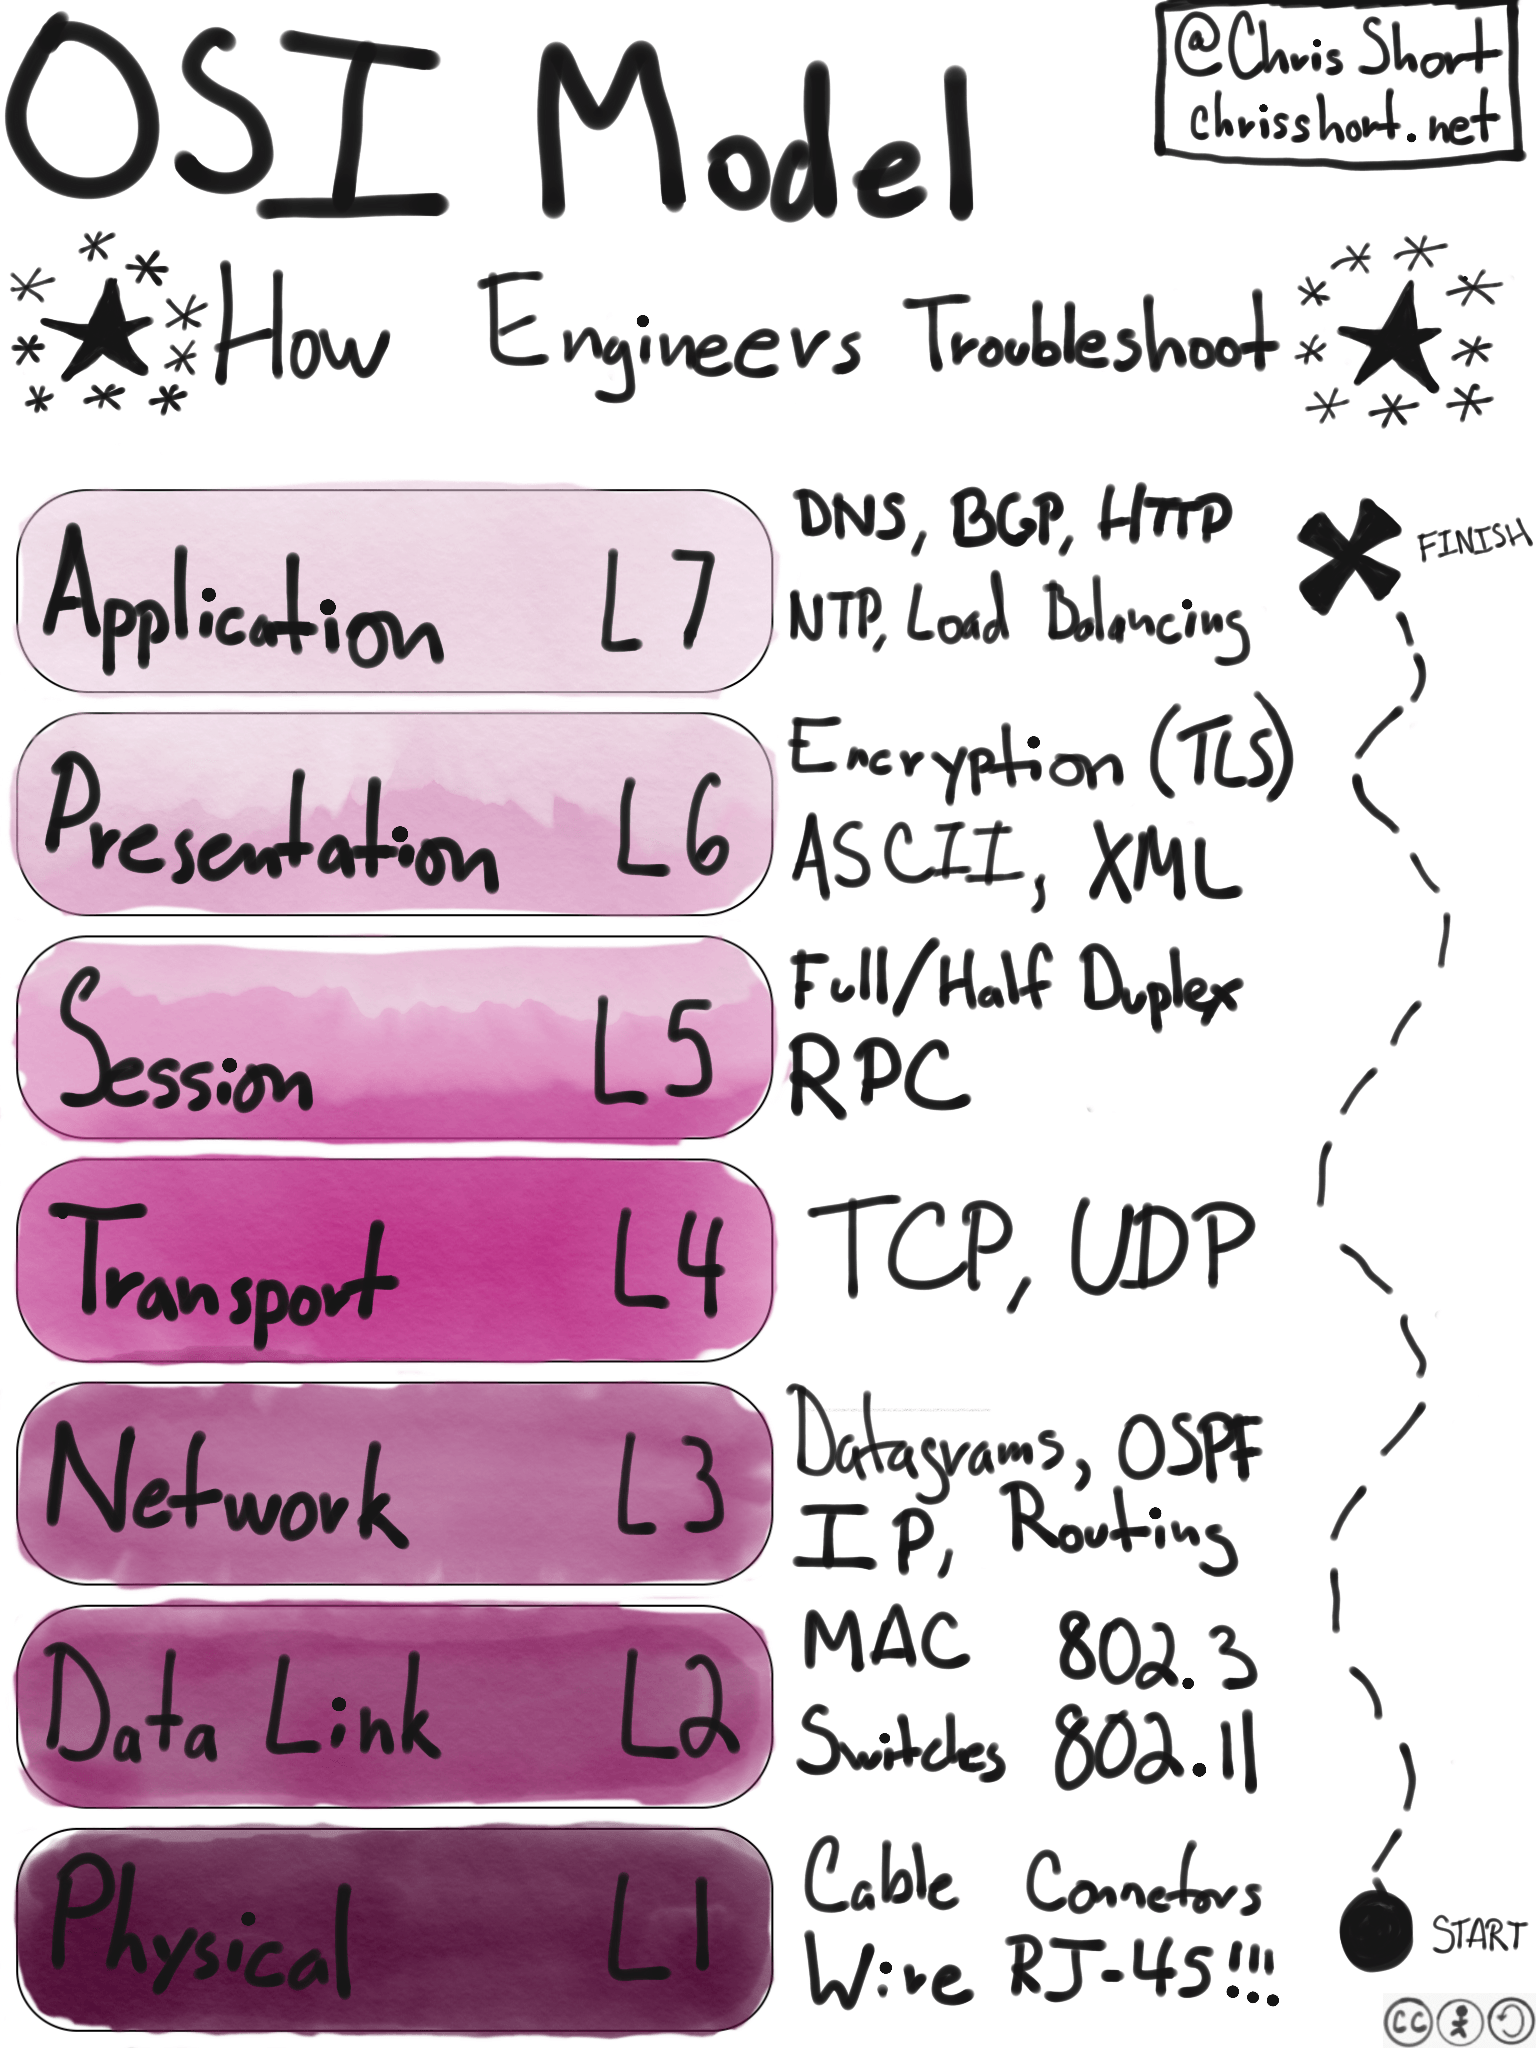 OSI Model
@Chris Short
chrisshort.net
How Engineers Troubleshoot
Application L7
DNS, BGP, HTTP
NTP, Load Balancing
FINISH
Presentation L6
Encryption (TLS)
ASCII, XML
Session L5
Full/Half Duplex
RPC
Transport L4
TCP, UDP
Network L3
Datagrams, OSPF
IP, Routing
Data Link L2
MAC 802.3
Switches 802.11
Physical L1
Cable Connetors
Wire RJ-45!!!
START
CC